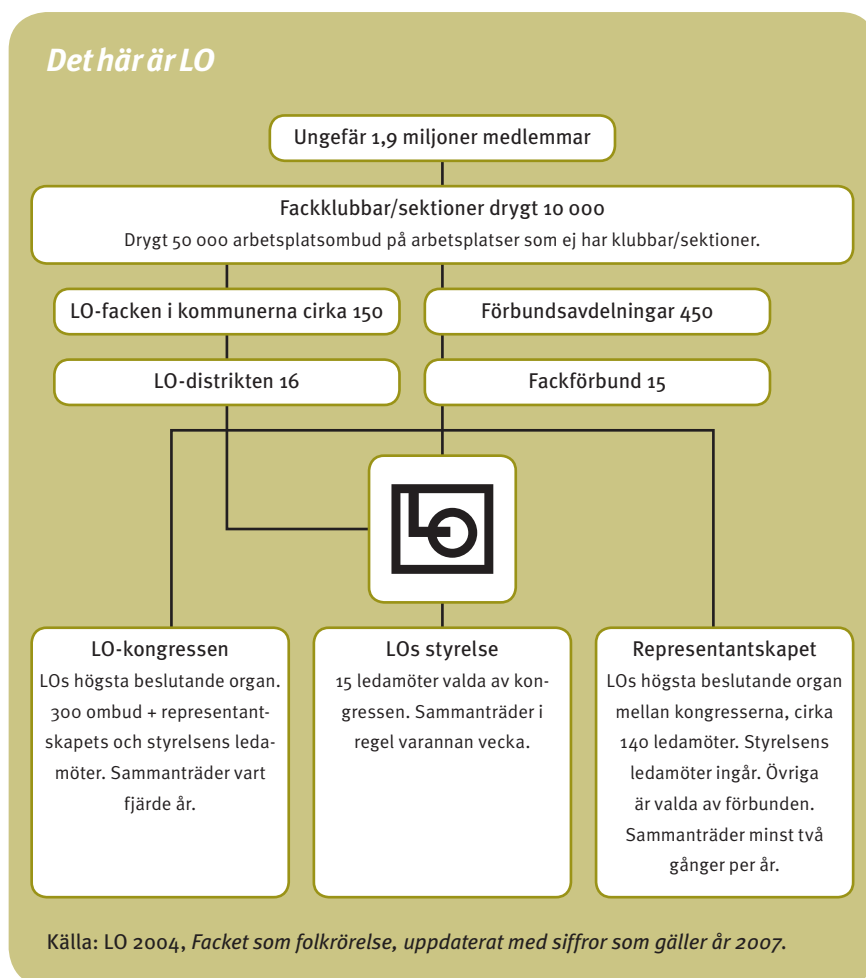 Det här är LO
Ungefär 1,9 miljoner medlemmar
Fackklubbar/sektioner drygt 10 000
Drygt 50 000 arbetsplatsombud på arbetsplatser som ej har klubbar/sektioner.
LO-facken i kommunerna cirka 150
Förbundsavdelningar 450
LO-distrikten 16
Fackförbund 15
LO
LO-kongressen
LOs högsta beslutande organ.
300 ombud + representant-
skapets och styrelsens leda-
möter. Sammanträder vart
fjärde år.
LOs styrelse
15 ledamöter valda av kon-
gressen. Sammanträder i
regel varannan vecka.
Representantskapet
LOs högsta beslutande organ
mellan kongresserna, cirka
140 ledamöter. Styrelsens
ledamöter ingår. Övriga
är valda av förbunden.
Sammanträder minst två
gånger per år.
Källa: LO 2004, Facket som folkrörelse, uppdaterat med siffror som gäller år 2007.